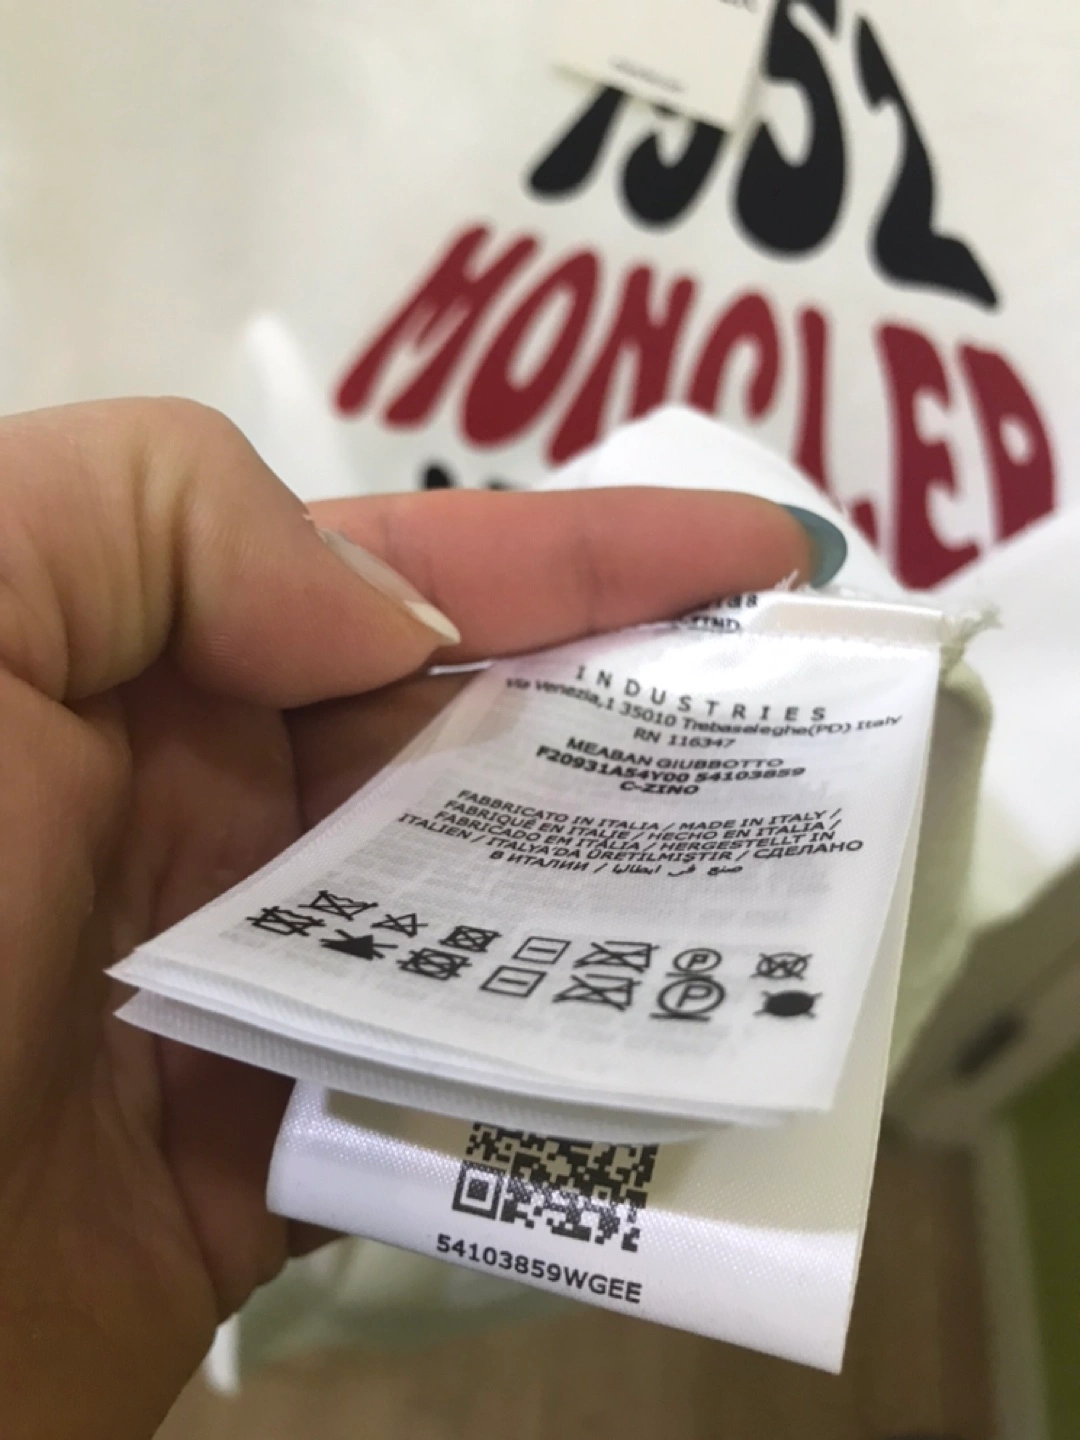 1952
MONCLER
C-ZINO
INDUSTRIES
via Venezia,1 35010 Trebaseleghe(PD) Italy
RN 116347
MEABAN GIUBBOTTO
F20931A54Y00 54103859
C-ZINO
FABBRICATO IN ITALIA / MADE IN ITALY /
FABRIQUÉ EN ITALIE / HECHO EN ITALIA /
FABRICADO EM ITÁLIA / HERGESTELLT IN
ITALIEN / ITALYA'DA ÜRETILMIŞTIR / СДЕЛАНО
В ИТАЛИИ / صنع في ايطاليا
P
W
P
54103859WGEE